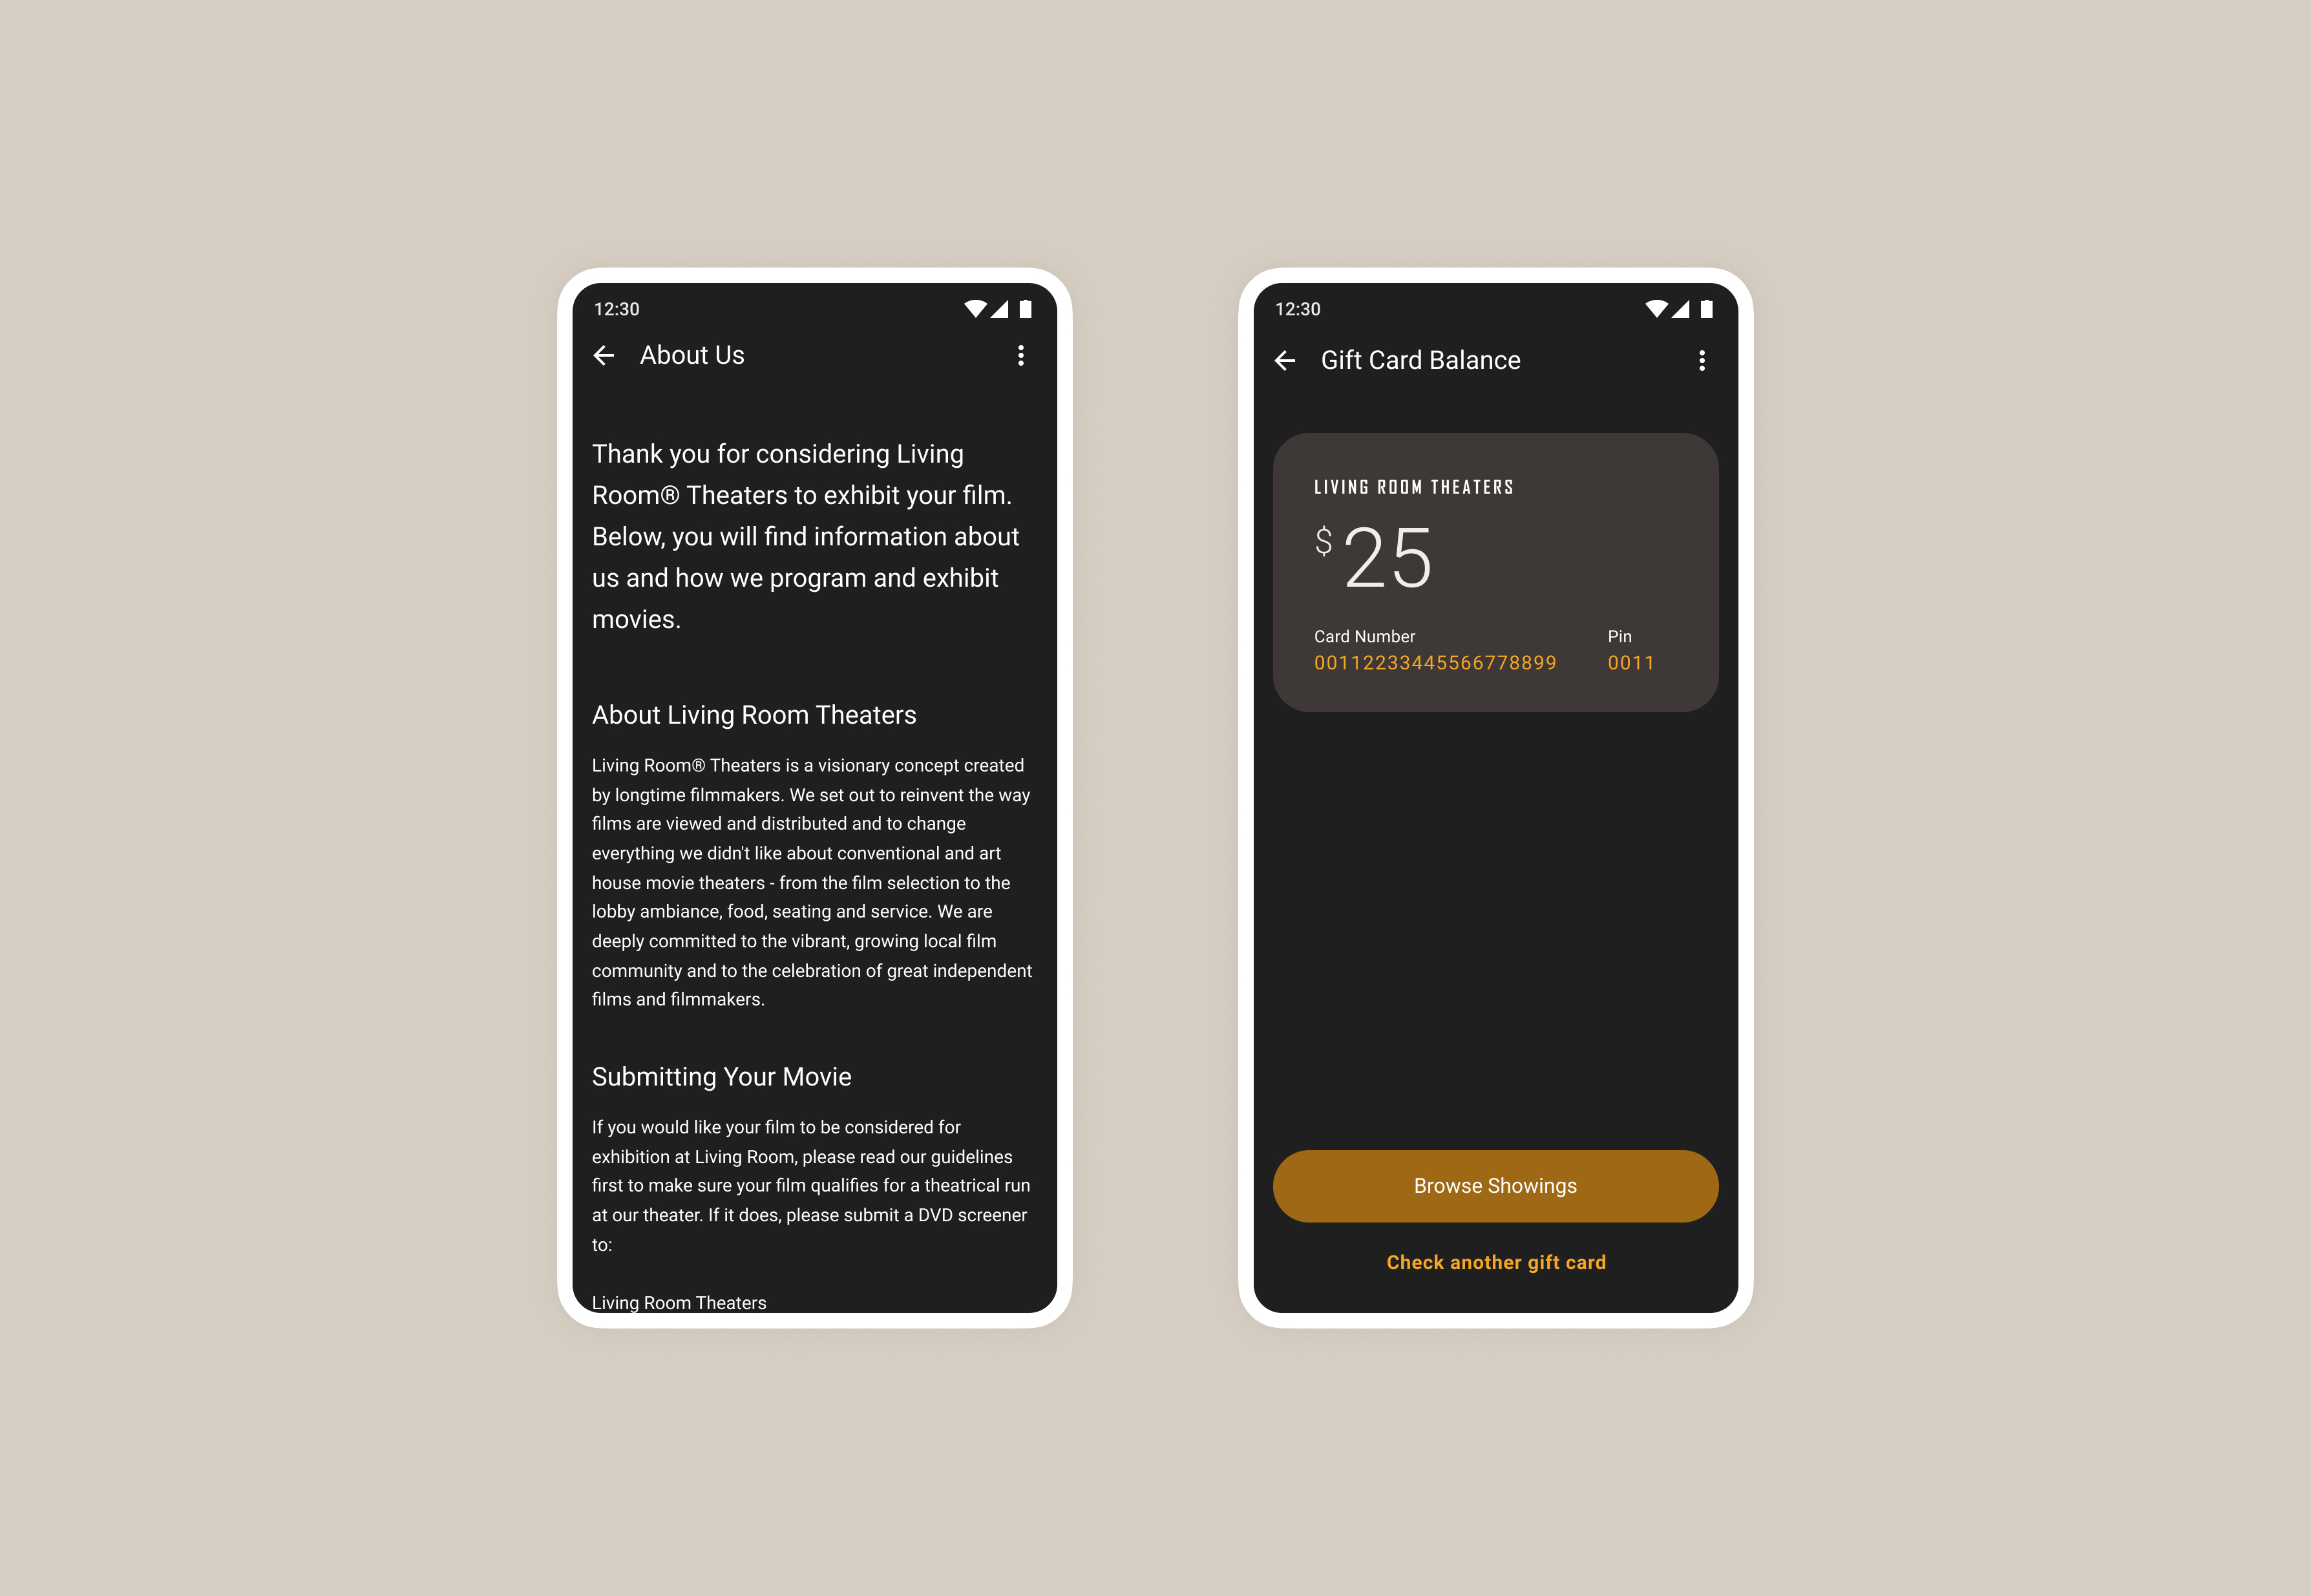 12:30
About Us
Thank you for considering Living
Room® Theaters to exhibit your film.
Below, you will find information about
us and how we program and exhibit
movies.
About Living Room Theaters
Living Room® Theaters is a visionary concept created
by longtime filmmakers. We set out to reinvent the way
films are viewed and distributed and to change
everything we didn't like about conventional and art
house movie theaters - from the film selection to the
lobby ambiance, food, seating and service. We are
deeply committed to the vibrant, growing local film
community and to the celebration of great independent
films and filmmakers.
Submitting Your Movie
If you would like your film to be considered for
exhibition at Living Room, please read our guidelines
first to make sure your film qualifies for a theatrical run
at our theater. If it does, please submit a DVD screener
to:
Living Room Theaters
12:30
Gift Card Balance
LIVING ROOM THEATERS
$ 25
Card Number Pin
00112233445566778899 0011
Browse Showings
Check another gift card